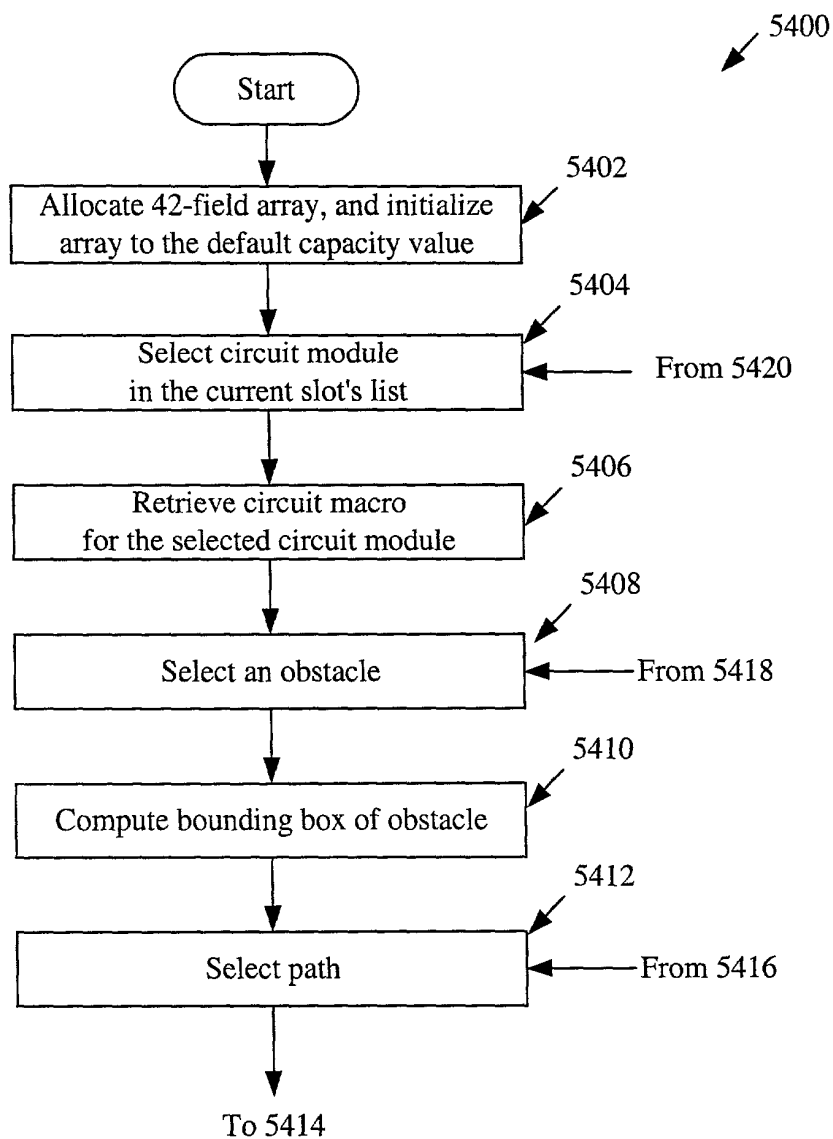 5400
Start
5402
Allocate 42-field array, and initialize
array to the default capacity value
5404
Select circuit module
in the current slot's list
From 5420
5406
Retrieve circuit macro
for the selected circuit module
5408
Select an obstacle
From 5418
5410
Compute bounding box of obstacle
5412
Select path
From 5416
To 5414